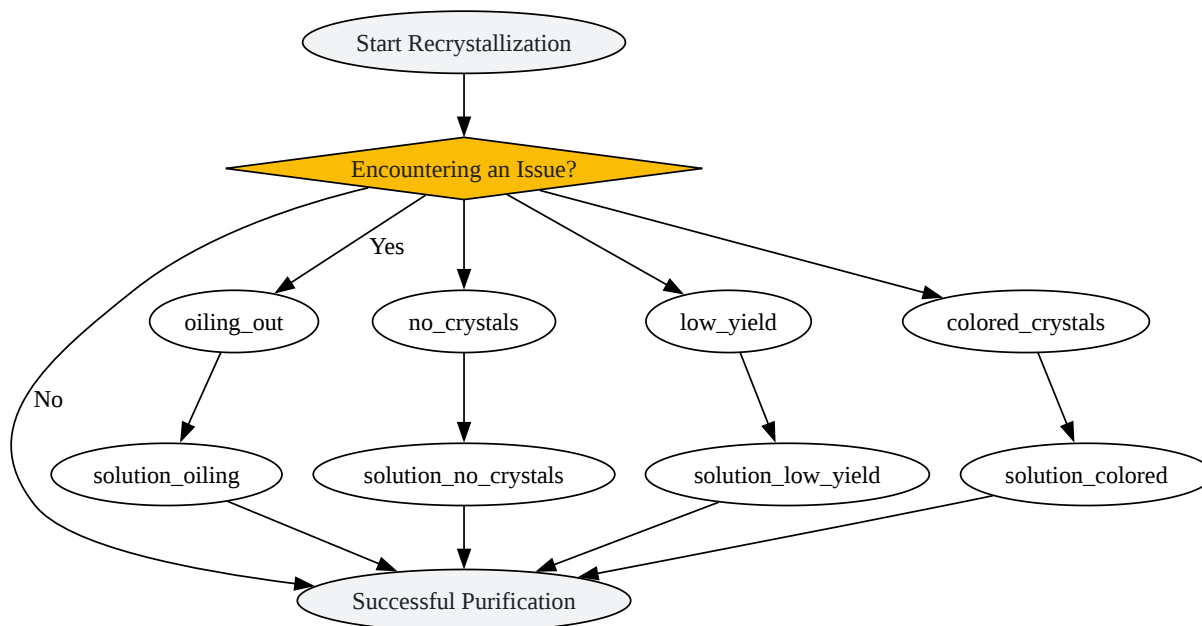 Start Recrystallization
Encountering an Issue?
Yes
oiling_out
no_crystals
low_yield
colored_crystals
No
solution_oiling
solution_no_crystals
solution_low_yield
solution_colored
Successful Purification